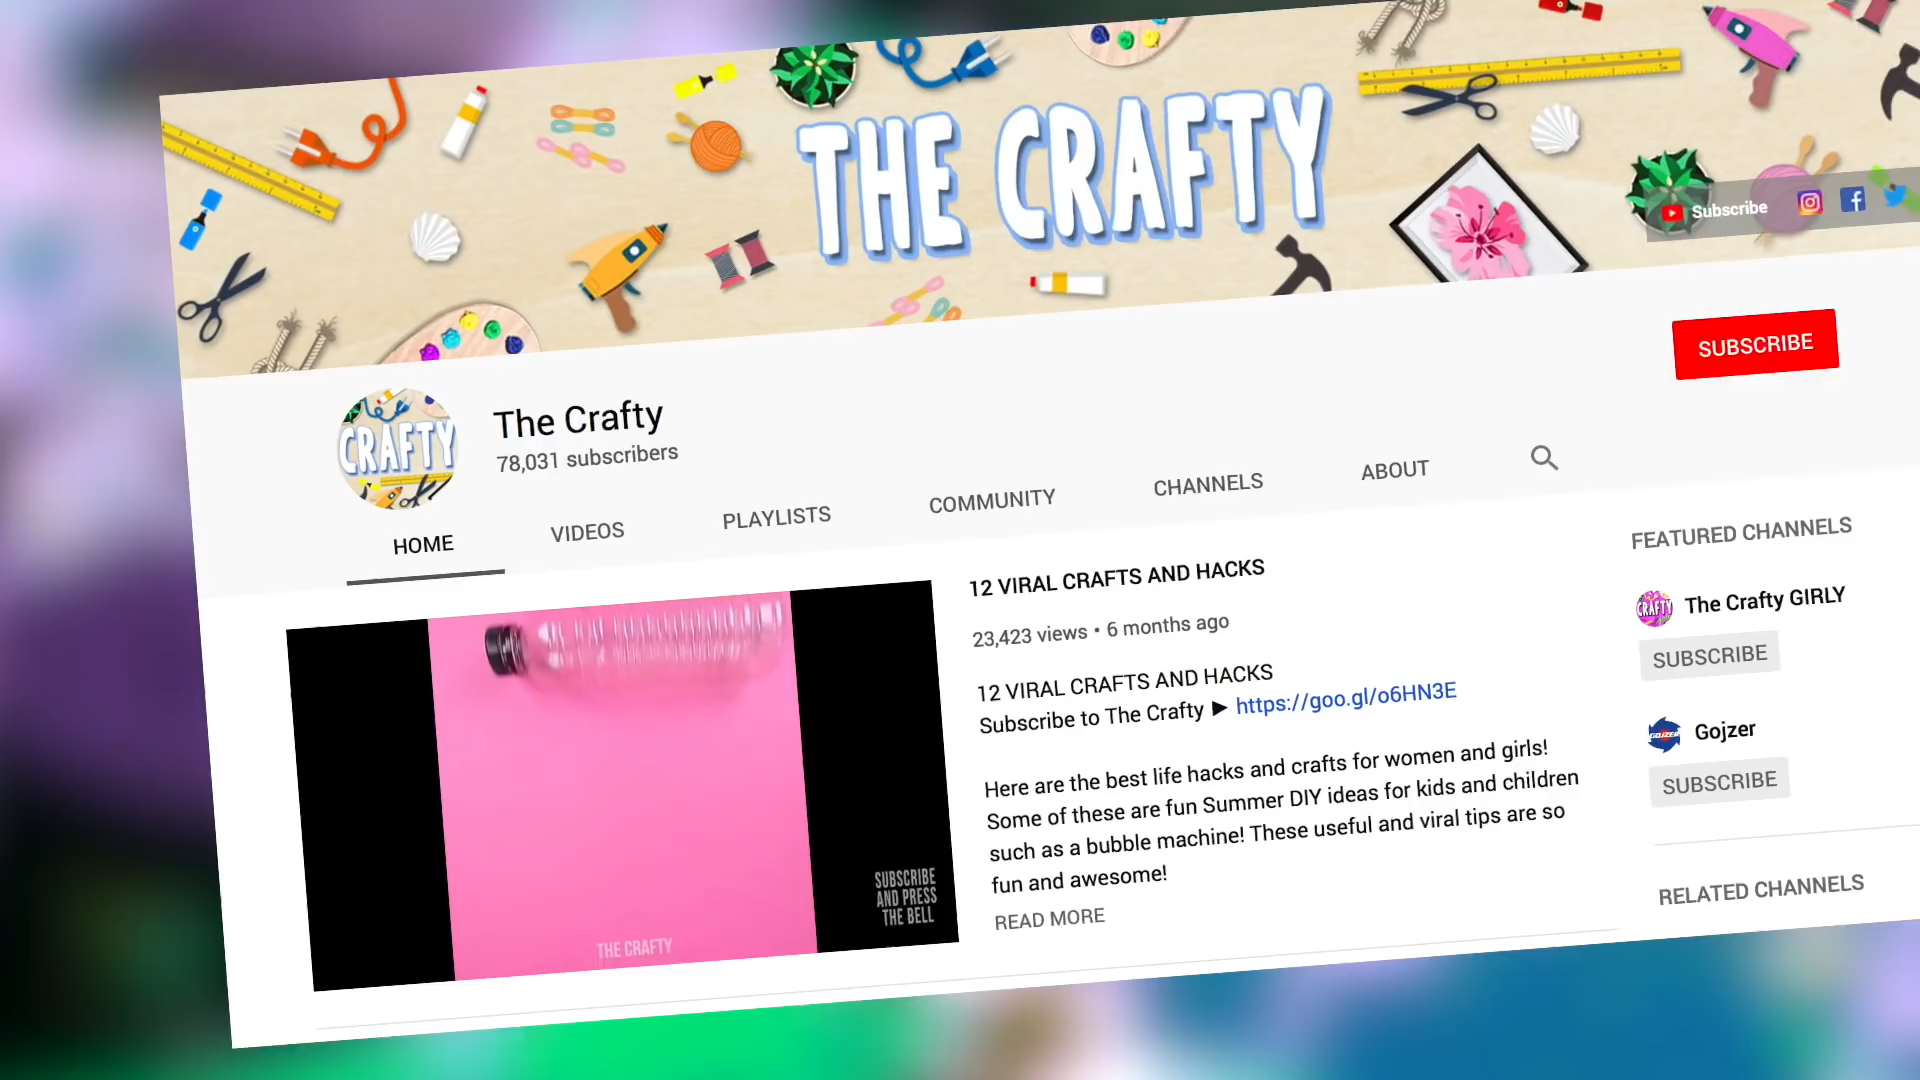 THE CRAFTY
Subscribe
SUBSCRIBE
CRAFTY
The Crafty
78,031 subscribers
HOME
VIDEOS
PLAYLISTS
COMMUNITY
CHANNELS
ABOUT
12 VIRAL CRAFTS AND HACKS
23,423 views • 6 months ago
12 VIRAL CRAFTS AND HACKS
Subscribe to The Crafty ▶ https://goo.gl/o6HN3E
Here are the best life hacks and crafts for women and girls!
Some of these are fun Summer DIY ideas for kids and children
such as a bubble machine! These useful and viral tips are so
fun and awesome!
READ MORE
SUBSCRIBE
AND PRESS
THE BELL
THE CRAFTY
FEATURED CHANNELS
CRAFTY
The Crafty GIRLY
SUBSCRIBE
GOJZER
Gojzer
SUBSCRIBE
RELATED CHANNELS